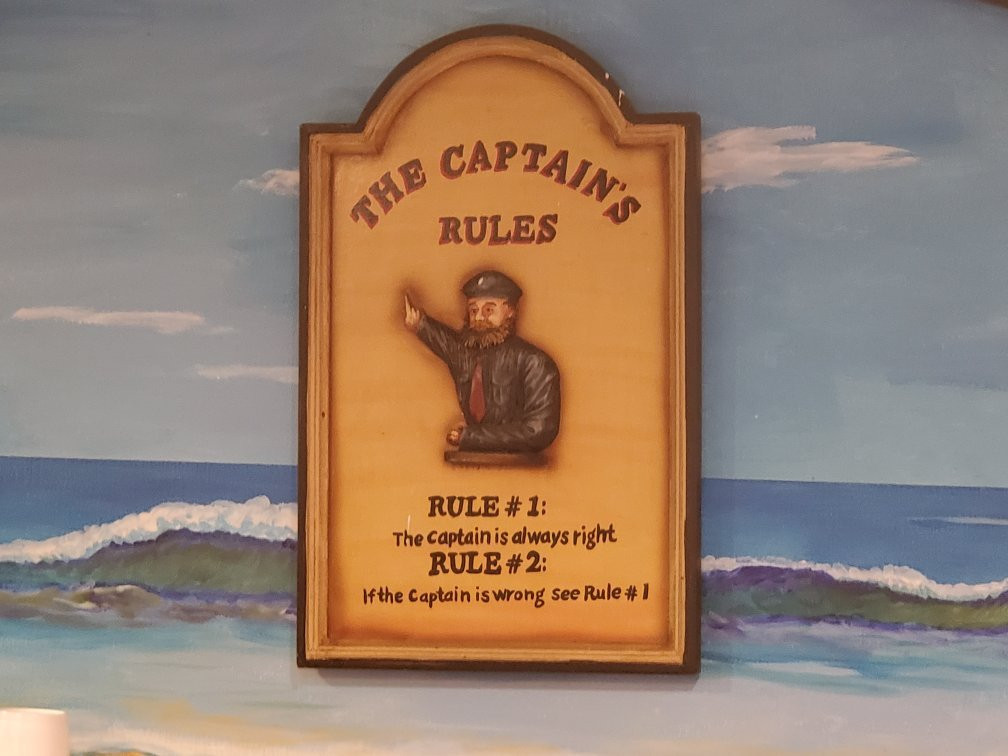 THE CAPTAIN'S
RULES
RULE # 1:
The Captain is always right
RULE #2:
If the Captain is wrong see Rule # 1